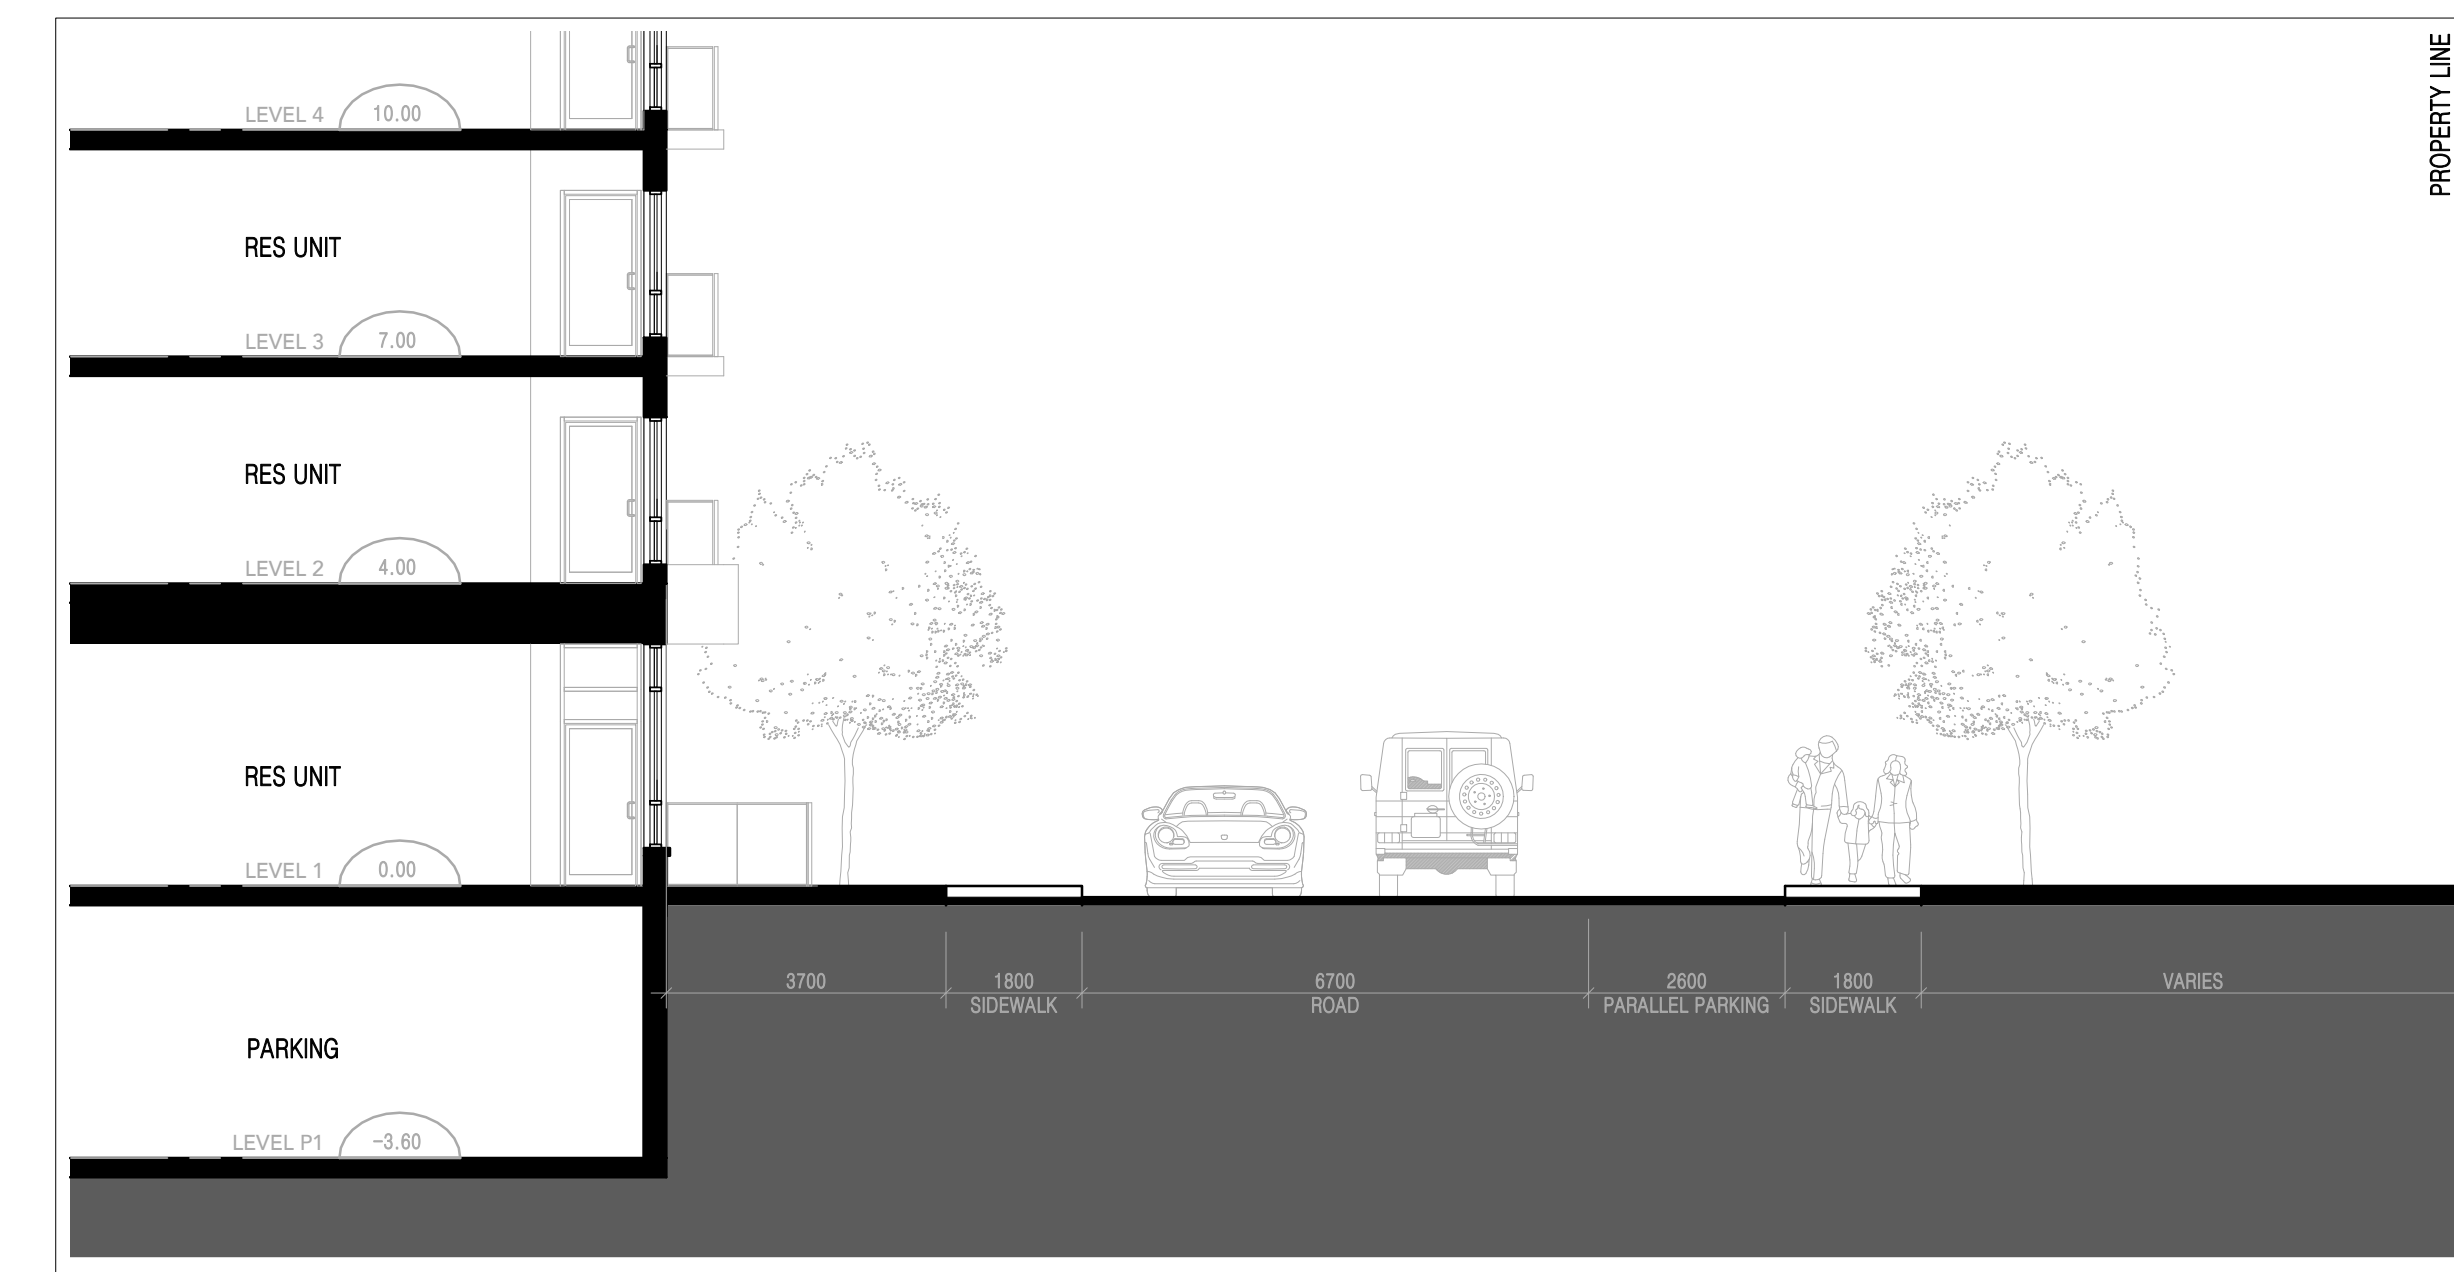 PROPERTY LINE
LEVEL 4 10.00
RES UNIT
LEVEL 3 7.00
RES UNIT
LEVEL 2 4.00
RES UNIT
LEVEL 1 0.00
3700 1800 6700 2600 1800 VARIES
SIDEWALK ROAD PARALLEL PARKING SIDEWALK
PARKING
LEVEL P1 -3.60